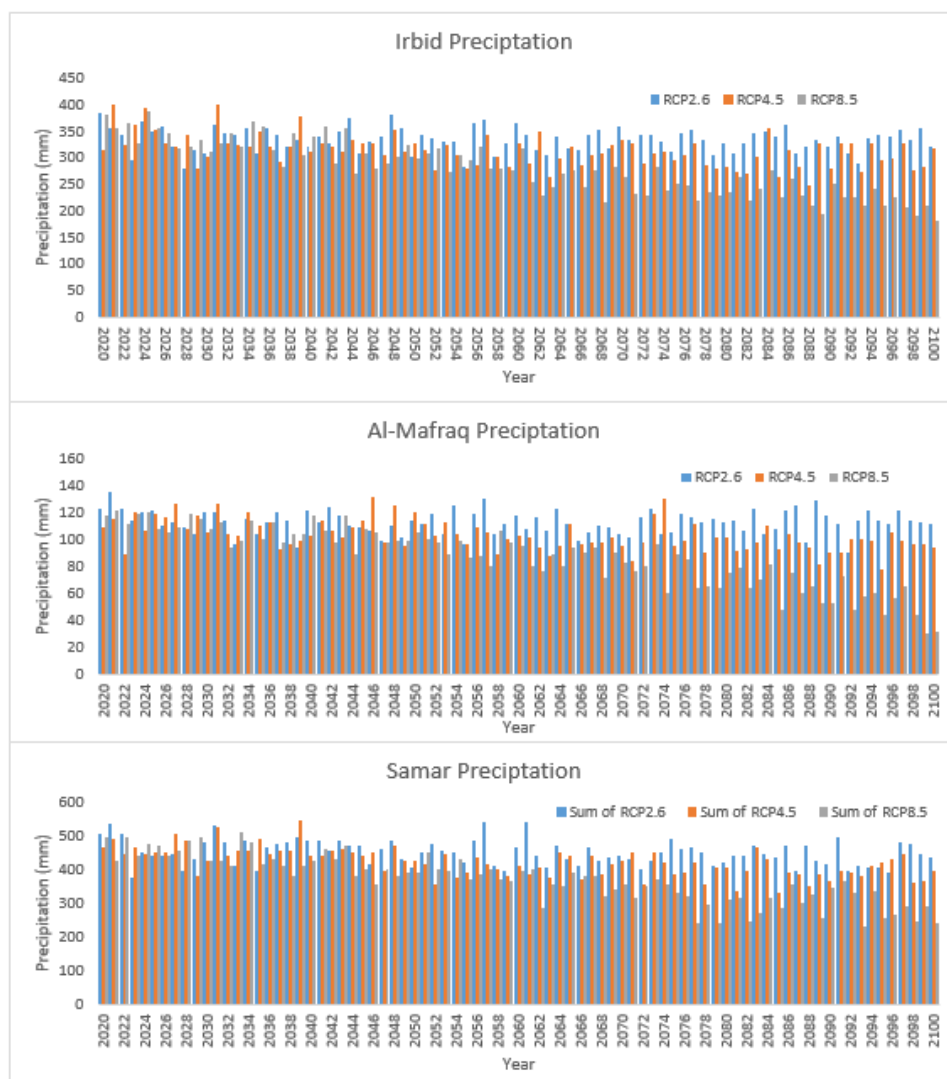 Irbid Preciptation
450
RCP2.6 RCP4.5 RCP8.5
400
350
300
250
200
150
100
50
0
Precipitation (mm)
2020 2022 2024 2026 2028 2030 2032 2034 2036 2038 2040 2042 2044 2046 2048 2050 2052 2054 2056 2058 2060 2062 2064 2066 2068 2070 2072 2074 2076 2078 2080 2082 2084 2086 2088 2090 2092 2094 2096 2098 2100
Year
Al-Mafraq Preciptation
160
140
RCP2.6 RCP4.5 RCP8.5
120
100
80
60
40
20
0
Precipitation (mm)
2020 2022 2024 2026 2028 2030 2032 2034 2036 2038 2040 2042 2044 2046 2048 2050 2052 2054 2056 2058 2060 2062 2064 2066 2068 2070 2072 2074 2076 2078 2080 2082 2084 2086 2088 2090 2092 2094 2096 2098 2100
Year
Samar Preciptation
600
Sum of RCP2.6 Sum of RCP4.5 Sum of RCP8.5
500
400
300
200
100
0
Precipitation (mm)
2020 2022 2024 2026 2028 2030 2032 2034 2036 2038 2040 2042 2044 2046 2048 2050 2052 2054 2056 2058 2060 2062 2064 2066 2068 2070 2072 2074 2076 2078 2080 2082 2084 2086 2088 2090 2092 2094 2096 2098 2100
Year